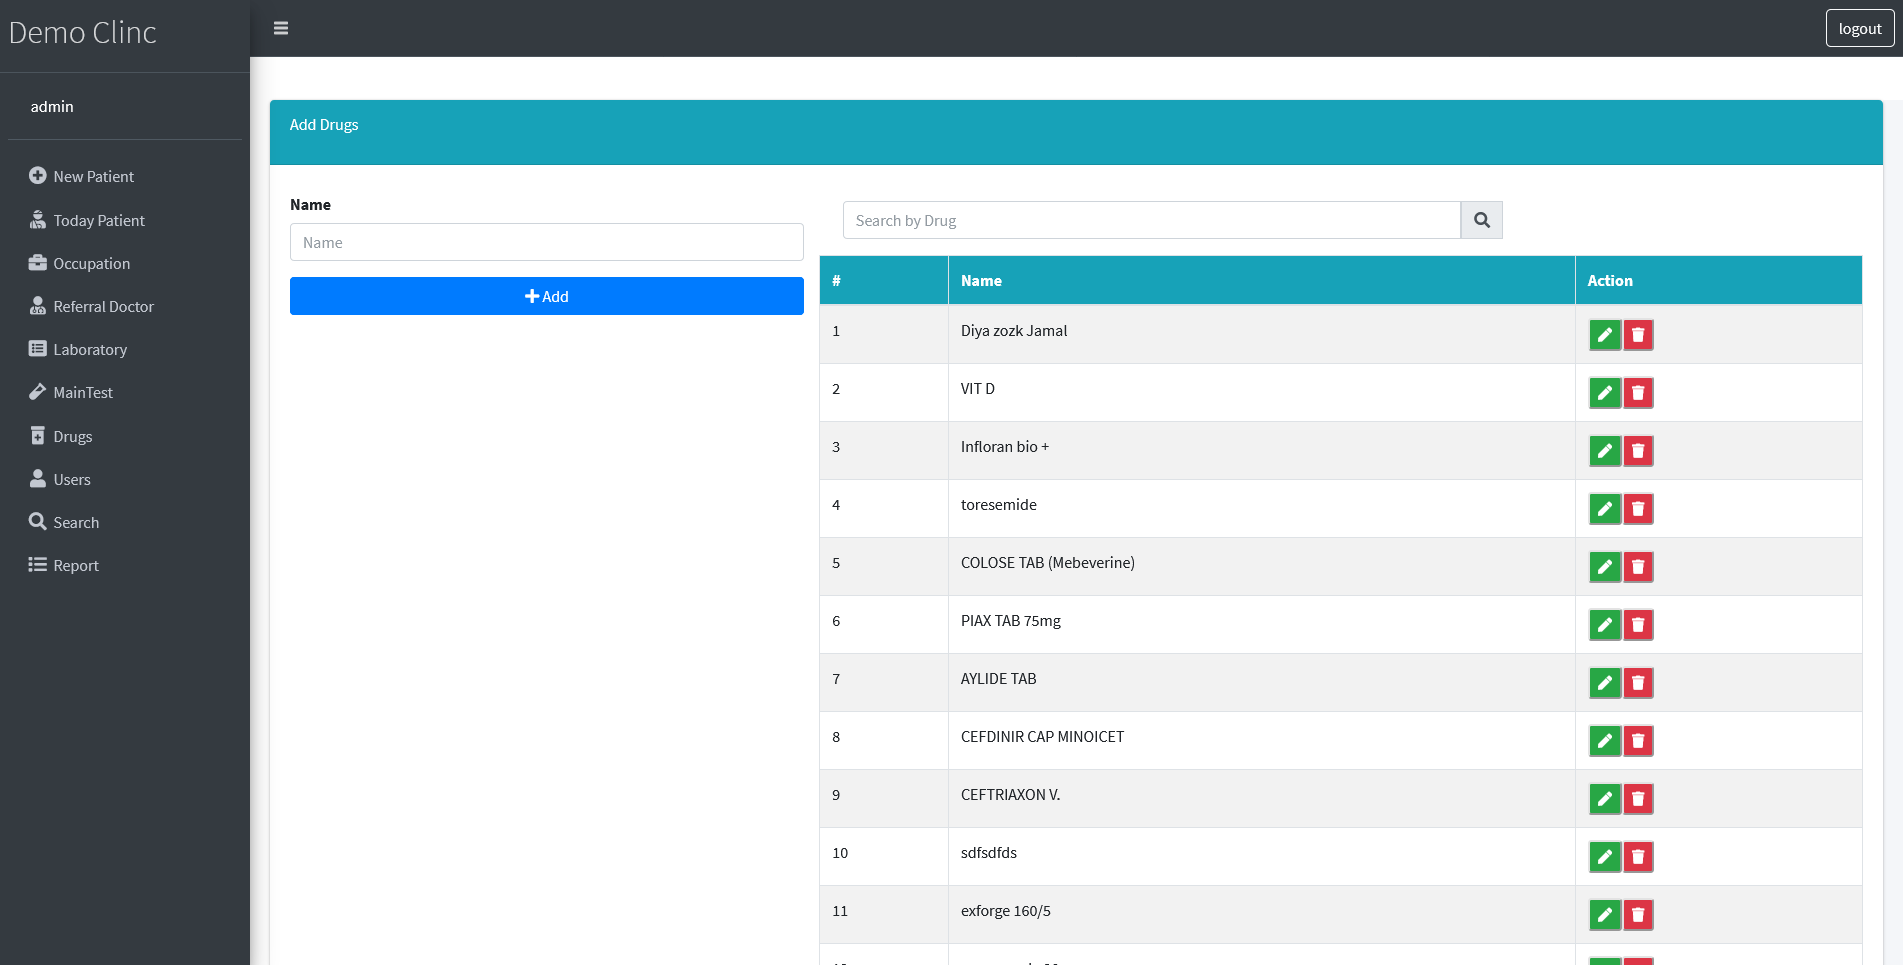 Demo Clinc
logout
admin
New Patient
Today Patient
Occupation
Referral Doctor
Laboratory
MainTest
Drugs
Users
Search
Report
Add Drugs
Name
Name
Add
Search by Drug
# Name Action
1 Diya zozk Jamal
2 VIT D
3 Infloran bio +
4 toresemide
5 COLOSE TAB (Mebeverine)
6 PIAX TAB 75mg
7 AYLIDE TAB
8 CEFDINIR CAP MINOICET
9 CEFTRIAXON V.
10 sdfsdfds
11 exforge 160/5